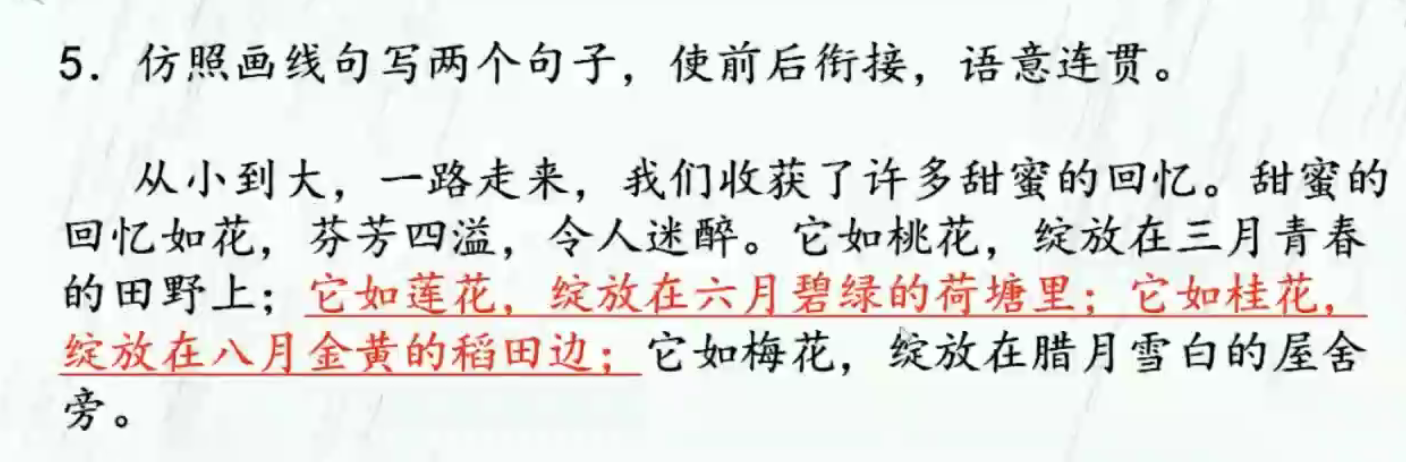 5. 仿照画线句写两个句子，使前后衔接，语意连贯。
从小到大，一路走来，我们收获了许多甜蜜的回忆。甜蜜的
回忆如花，芬芳四溢，令人迷醉。它如桃花，绽放在三月青春
的田野上；它如莲花，绽放在六月碧绿的荷塘里；它如桂花，
绽放在八月金黄的稻田边；它如梅花，绽放在腊月雪白的屋舍
旁。